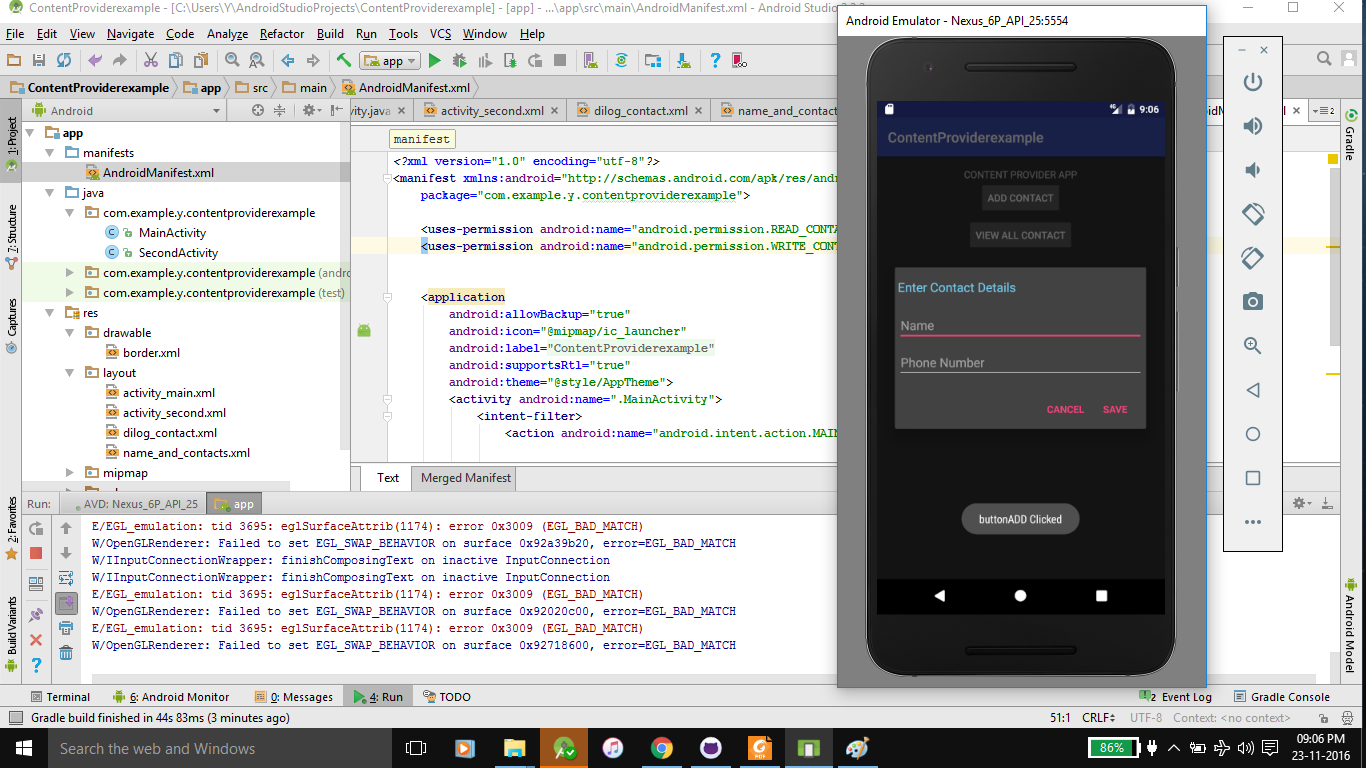 ContentProviderexample - [C:\Users\Y\AndroidStudioProjects\ContentProviderexample] - [app] - ...\app\src\main\AndroidManifest.xml - Android Studio
File Edit View Navigate Code Analyze Refactor Build Run Tools VCS Window Help
app
ContentProviderexample app src main AndroidManifest.xml
Android
vity.java activity_second.xml dilog_contact.xml name_and_contac
2
1: Project
7: Structure
Captures
2: Favorites
Build Variants
app
manifests
AndroidManifest.xml
java
com.example.y.contentproviderexample
MainActivity
SecondActivity
com.example.y.contentproviderexample (andro
com.example.y.contentproviderexample (test)
res
drawable
border.xml
layout
activity_main.xml
activity_second.xml
dilog_contact.xml
name_and_contacts.xml
mipmap
manifest
<?xml version="1.0" encoding="utf-8"?>
<manifest xmlns:android="http://schemas.android.com/apk/res/andr
package="com.example.y.contentproviderexample">
<uses-permission android:name="android.permission.READ_CONTA
<uses-permission android:name="android.permission.WRITE_CONT
<application
android:allowBackup="true"
android:icon="@mipmap/ic_launcher"
android:label="ContentProviderexample"
android:supportsRtl="true"
android:theme="@style/AppTheme">
<activity android:name=".MainActivity">
<intent-filter>
<action android:name="android.intent.action.MAIN
Text Merged Manifest
Run: AVD: Nexus_6P_API_25 app
E/EGL_emulation: tid 3695: eglSurfaceAttrib(1174): error 0x3009 (EGL_BAD_MATCH)
W/OpenGLRenderer: Failed to set EGL_SWAP_BEHAVIOR on surface 0x92a39b20, error=EGL_BAD_MATCH
W/IInputConnectionWrapper: finishComposingText on inactive InputConnection
W/IInputConnectionWrapper: finishComposingText on inactive InputConnection
E/EGL_emulation: tid 3695: eglSurfaceAttrib(1174): error 0x3009 (EGL_BAD_MATCH)
W/OpenGLRenderer: Failed to set EGL_SWAP_BEHAVIOR on surface 0x92020c00, error=EGL_BAD_MATCH
E/EGL_emulation: tid 3695: eglSurfaceAttrib(1174): error 0x3009 (EGL_BAD_MATCH)
W/OpenGLRenderer: Failed to set EGL_SWAP_BEHAVIOR on surface 0x92718600, error=EGL_BAD_MATCH
Android Emulator - Nexus_6P_API_25:5554
9:06
ContentProviderexample
CONTENT PROVIDER APP
ADD CONTACT
VIEW ALL CONTACT
Enter Contact Details
Name
Phone Number
CANCEL SAVE
buttonADD Clicked
Gradle
Android Model
Terminal 6: Android Monitor 0: Messages 4: Run TODO 2 Event Log Gradle Console
Gradle build finished in 44s 83ms (3 minutes ago) 51:1 CRLF UTF-8 Context: <no context>
Search the web and Windows
PDF
86%
09:06 PM
23-11-2016